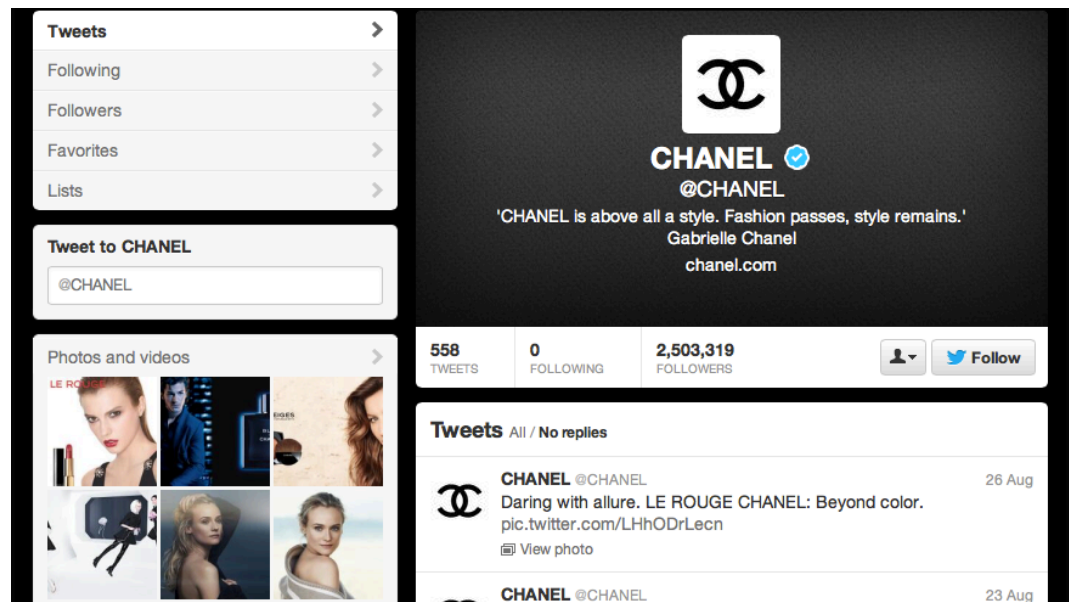 Tweets
Following
Followers
Favorites
Lists
Tweet to CHANEL
@CHANEL
Photos and videos
LE ROUGE
EIGES
CHANEL
@CHANEL
'CHANEL is above all a style. Fashion passes, style remains.'
Gabrielle Chanel
chanel.com
558
TWEETS
0
FOLLOWING
2,503,319
FOLLOWERS
Follow
Tweets All / No replies
CHANEL @CHANEL 26 Aug
Daring with allure. LE ROUGE CHANEL: Beyond color.
pic.twitter.com/LHhODrLecn
View photo
CHANEL @CHANEL 23 Aug